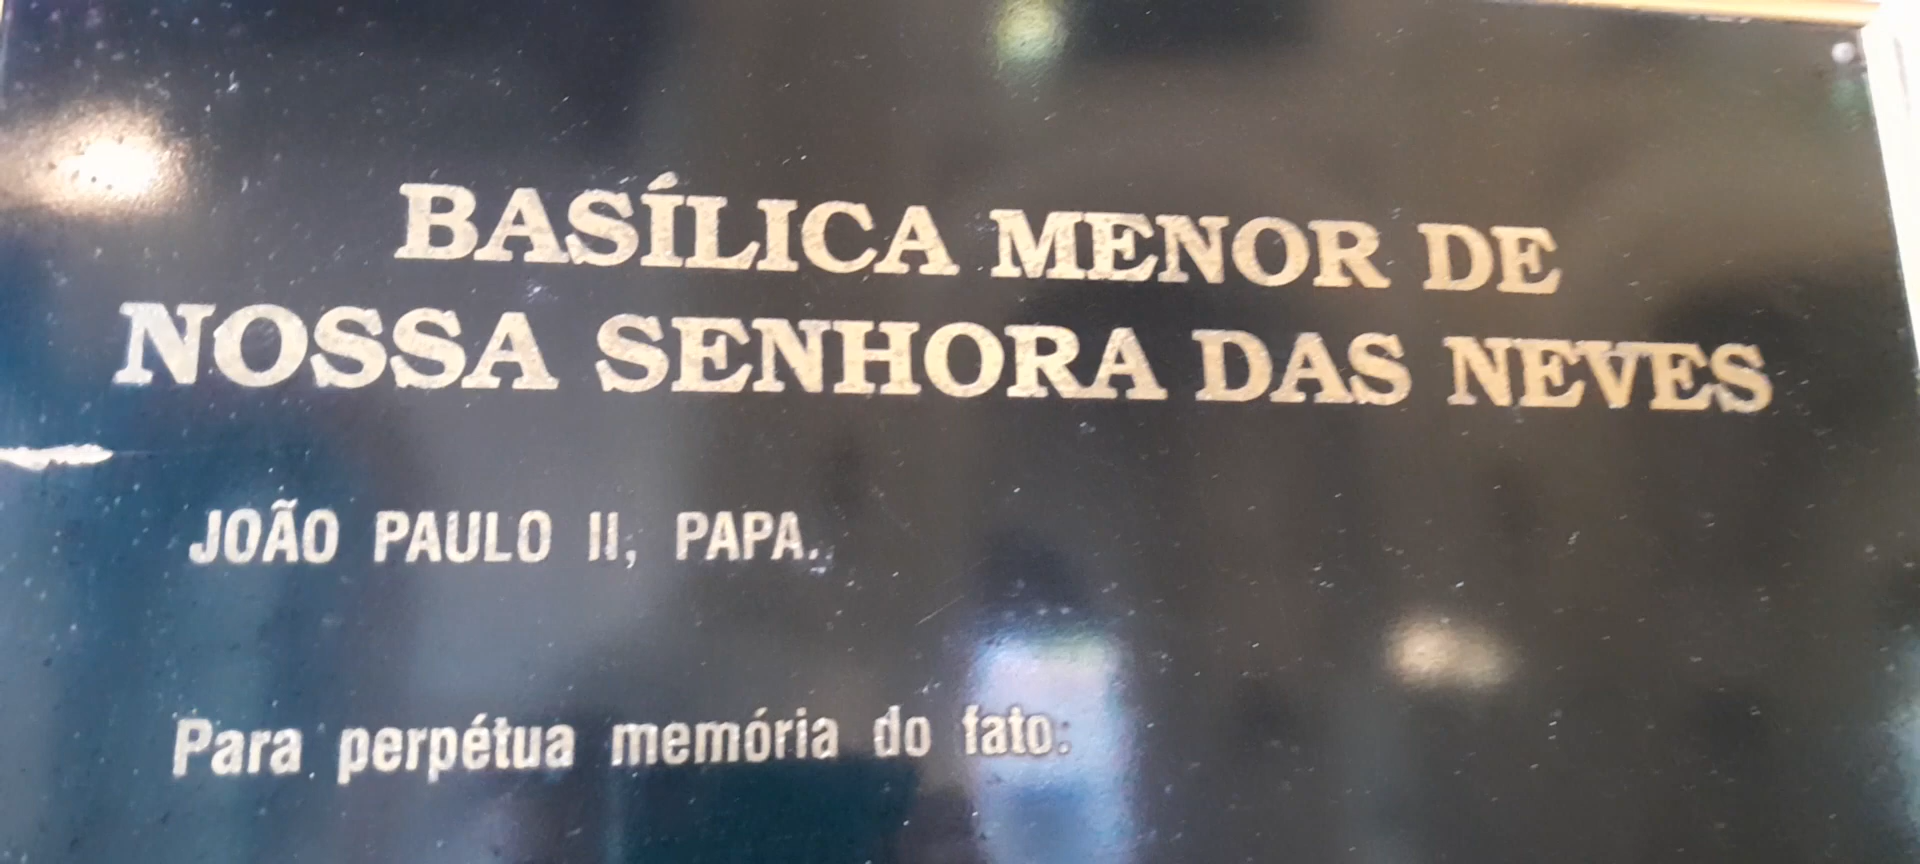 BASÍLICA MENOR DE
NOSSA SENHORA DAS NEVES
JOÃO PAULO II, PAPA.
Para perpétua memória do fato: